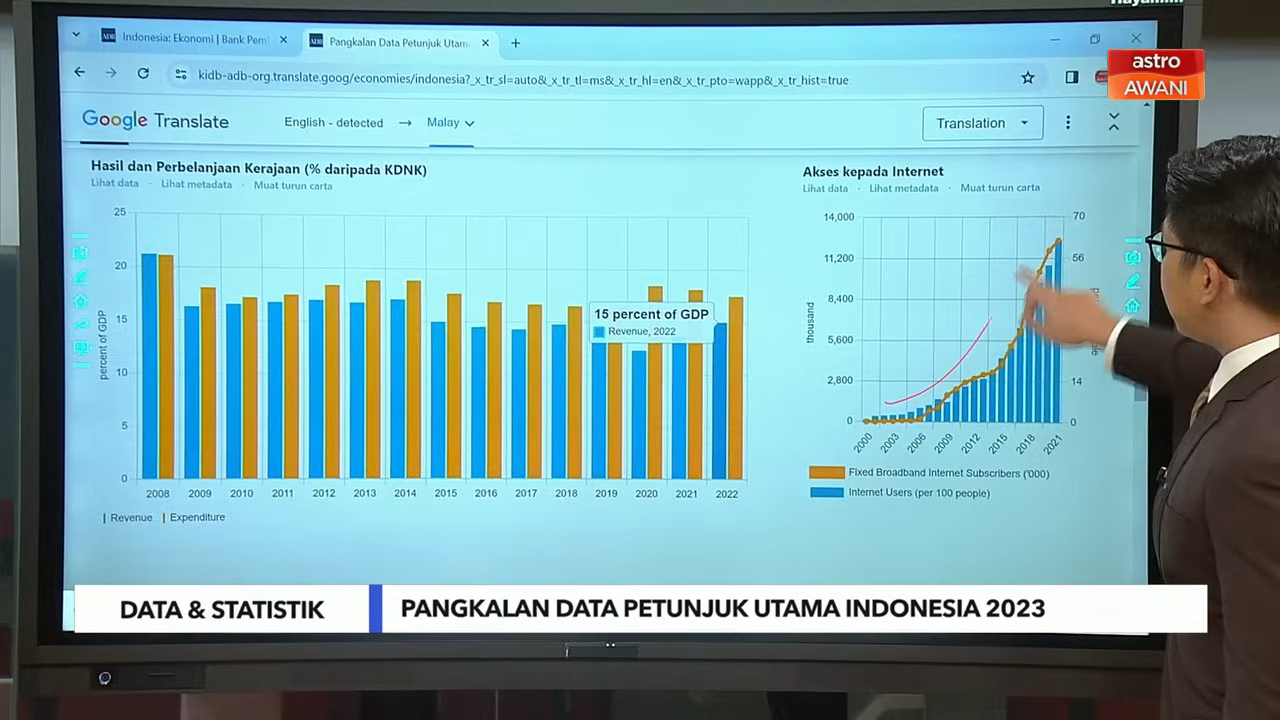 Indonesia: Ekonomi | Bank Pem
Pangkalan Data Petunjuk Utam
kidb-adb-org.translate.goog/economies/indonesia?_x_tr_sl=auto&_x_tr_tl=ms&_x_tr_hl=en&_x_tr_pto=wapp&_x_tr_hist=true
astro
AWANI
Google Translate
English - detected → Malay
Translation
Hasil dan Perbelanjaan Kerajaan (% daripada KDNK)
Lihat data · Lihat metadata · Muat turun carta
25
20
15
10
5
0
percent of GDP
15 percent of GDP
Revenue, 2022
2008 2009 2010 2011 2012 2013 2014 2015 2016 2017 2018 2019 2020 2021 2022
Revenue Expenditure
Akses kepada Internet
Lihat data · Lihat metadata · Muat turun carta
14,000
11,200
8,400
5,600
2,800
0
thousand
70
56
14
0
2000 2003 2006 2009 2012 2015 2018 2021
Fixed Broadband Internet Subscribers ('000)
Internet Users (per 100 people)
DATA & STATISTIK
PANGKALAN DATA PETUNJUK UTAMA INDONESIA 2023